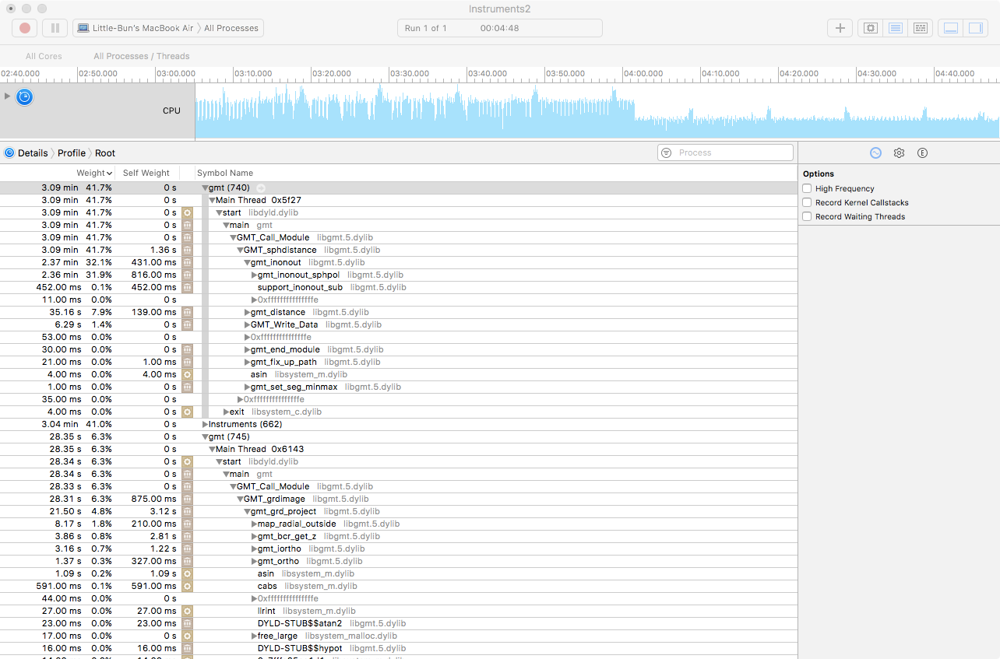 Instruments2
Little-Bun's MacBook Air All Processes Run 1 of 1 00:04:48
All Cores All Processes / Threads
02:40.000 02:50.000 03:00.000 03:10.000 03:20.000 03:30.000 03:40.000 03:50.000 04:00.000 04:10.000 04:20.000 04:30.000 04:40.000
CPU
Details Profile Root Process E
Weight Self Weight Symbol Name
Options
High Frequency
Record Kernel Callstacks
Record Waiting Threads
3.09 min 41.7% 0 s gmt (740)
3.09 min 41.7% 0 s Main Thread 0x5f27
3.09 min 41.7% 0 s start libdyld.dylib
3.09 min 41.7% 0 s main gmt
3.09 min 41.7% 0 s GMT_Call_Module libgmt.5.dylib
3.09 min 41.7% 1.36 s GMT_sphdistance libgmt.5.dylib
2.37 min 32.1% 431.00 ms gmt_inonout libgmt.5.dylib
2.36 min 31.9% 816.00 ms gmt_inonout_sphpol libgmt.5.dylib
452.00 ms 0.1% 452.00 ms support_inonout_sub libgmt.5.dylib
11.00 ms 0.0% 0 s 0xfffffffffffffffe
35.16 s 7.9% 139.00 ms gmt_distance libgmt.5.dylib
6.29 s 1.4% 0 s GMT_Write_Data libgmt.5.dylib
53.00 ms 0.0% 0 s 0xfffffffffffffffe
30.00 ms 0.0% 0 s gmt_end_module libgmt.5.dylib
21.00 ms 0.0% 1.00 ms gmt_fix_up_path libgmt.5.dylib
4.00 ms 0.0% 4.00 ms asin libsystem_m.dylib
1.00 ms 0.0% 0 s gmt_set_seg_minmax libgmt.5.dylib
35.00 ms 0.0% 0 s 0xfffffffffffffffe
4.00 ms 0.0% 0 s exit libsystem_c.dylib
3.04 min 41.0% 0 s Instruments (662)
28.35 s 6.3% 0 s gmt (745)
28.35 s 6.3% 0 s Main Thread 0x6143
28.34 s 6.3% 0 s start libdyld.dylib
28.34 s 6.3% 0 s main gmt
28.33 s 6.3% 0 s GMT_Call_Module libgmt.5.dylib
28.31 s 6.3% 875.00 ms GMT_grdimage libgmt.5.dylib
21.50 s 4.8% 3.12 s gmt_grd_project libgmt.5.dylib
8.17 s 1.8% 210.00 ms map_radial_outside libgmt.5.dylib
3.86 s 0.8% 2.81 s gmt_bcr_get_z libgmt.5.dylib
3.16 s 0.7% 1.22 s gmt_iortho libgmt.5.dylib
1.37 s 0.3% 327.00 ms gmt_ortho libgmt.5.dylib
1.09 s 0.2% 1.09 s asin libsystem_m.dylib
591.00 ms 0.1% 591.00 ms cabs libsystem_m.dylib
44.00 ms 0.0% 0 s 0xfffffffffffffffe
27.00 ms 0.0% 27.00 ms llrint libsystem_m.dylib
23.00 ms 0.0% 23.00 ms DYLD-STUB$$atan2 libgmt.5.dylib
17.00 ms 0.0% 0 s free_large libsystem_malloc.dylib
16.00 ms 0.0% 16.00 ms DYLD-STUB$$hypot libgmt.5.dylib